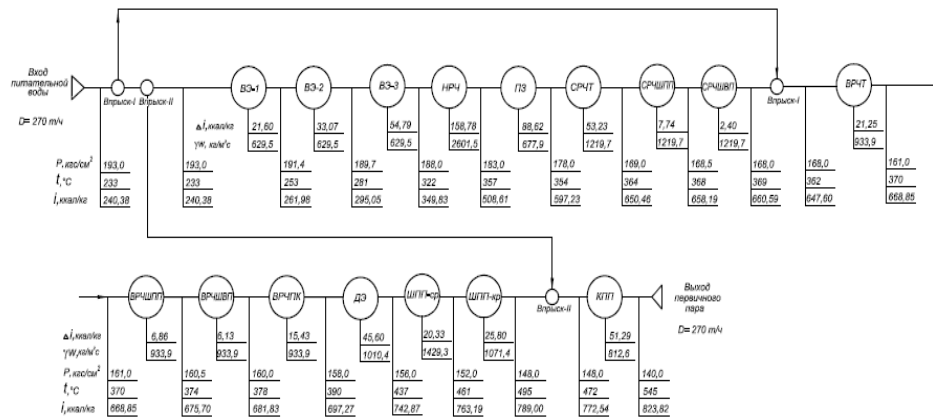 Вход питательной воды
D= 270 т/ч
Впрыск-I
Впрыск-II
ВЭ-1
ВЭ-2
ВЭ-3
НРЧ
ПЗ
СРЧТ
СРЧШПП
СРЧШВП
Впрыск-I
ВРЧТ
Δi,ккал/кг 21,60 33,07 54,79 158,78 88,62 53,23 7,74 2,40 21,25
γw, кг/м²с 629,5 629,5 629,5 2601,5 677,9 1219,7 1219,7 1219,7 933,9
P,кгс/см² 193,0 193,0 191,4 189,7 188,0 183,0 178,0 169,0 168,5 168,0 168,0 161,0
t,°C 233 233 253 281 322 357 354 364 368 369 362 370
i,ккал/кг 240,38 240,38 261,98 295,05 349,83 508,61 597,23 650,46 658,19 660,59 647,60 668,85
ВРЧШПП
ВРЧШВП
ВРЧПК
ДЭ
ШПП-ср
ШПП-кр
Впрыск-II
КПП
Выход первичного пара
D= 270 т/ч
Δi,ккал/кг 6,86 6,13 15,43 45,60 20,33 25,80 51,29
γw,кг/м²с 933,9 933,9 933,9 1010,4 1429,3 1071,4 812,6
P,кгс/см² 161,0 160,5 160,0 158,0 156,0 152,0 148,0 148,0 140,0
t,°C 370 374 378 390 437 461 495 472 545
i,ккал/кг 668,85 675,70 681,83 697,27 742,87 763,19 789,00 772,54 823,82